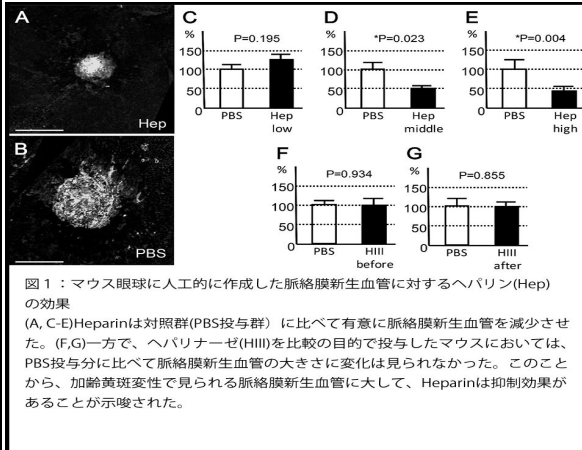 A
Hep
B
PBS
C
%
P=0.195
150
100
50
0
PBS
Hep
low
D
%
*P=0.023
150
100
50
0
PBS
Hep
middle
E
%
*P=0.004
150
100
50
0
PBS
Hep
high
F
%
P=0.934
150
100
50
0
PBS
HIII
before
G
%
P=0.855
150
100
50
0
PBS
HIII
after
図1：マウス眼球に人工的に作成した脈絡膜新生血管に対するヘパリン(Hep)
の効果
(A, C-E)Heparinは対照群(PBS投与群）に比べて有意に脈絡膜新生血管を減少させ
た。(F,G)一方で、ヘパリナーゼ(HIII)を比較の目的で投与したマウスにおいては、
PBS投与分に比べて脈絡膜新生血管の大きさに変化は見られなかった。このこと
から、加齢黄斑変性で見られる脈絡膜新生血管に大して、Heparinは抑制効果
があることが示唆された。